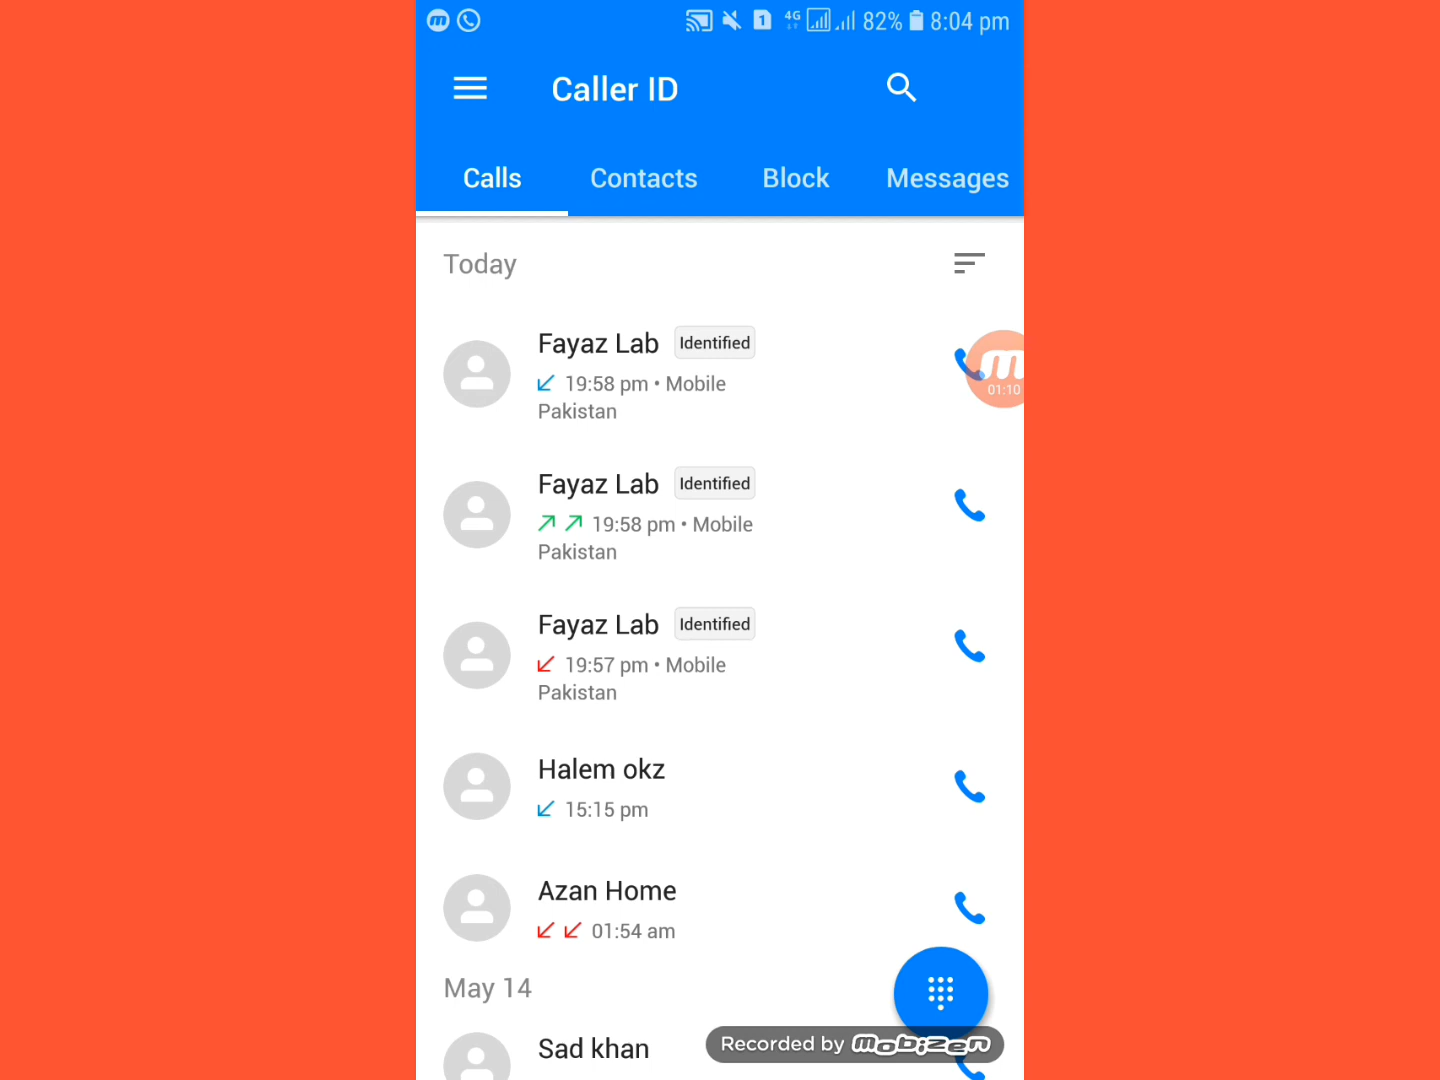 1 4G 82% 8:04 pm
Caller ID
Calls Contacts Block Messages
Today
Fayaz Lab Identified
19:58 pm • Mobile
Pakistan
01:10
Fayaz Lab Identified
19:58 pm • Mobile
Pakistan
Fayaz Lab Identified
19:57 pm • Mobile
Pakistan
Halem okz
15:15 pm
Azan Home
01:54 am
May 14
Sad khan
Recorded by mobizen